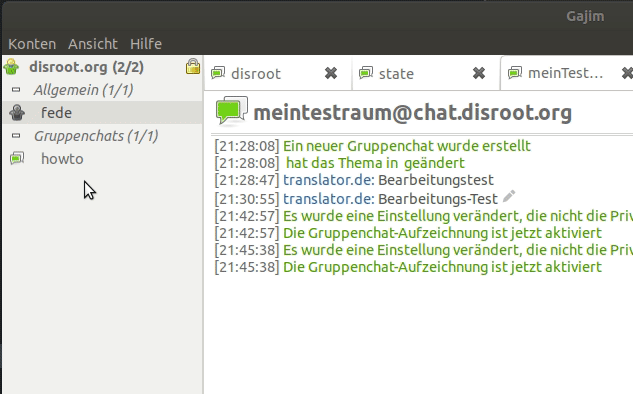 Gajim
Konten Ansicht Hilfe
disroot.org (2/2)
Allgemein (1/1)
fede
Gruppenchats (1/1)
howto
disroot
state
meinTest…
meintestraum@chat.disroot.org
[21:28:08] Ein neuer Gruppenchat wurde erstellt
[21:28:08] hat das Thema in geändert
[21:28:47] translator.de: Bearbeitungstest
[21:30:55] translator.de: Bearbeitungs-Test
[21:42:57] Es wurde eine Einstellung verändert, die nicht die Priv
[21:42:57] Die Gruppenchat-Aufzeichnung ist jetzt aktiviert
[21:45:38] Es wurde eine Einstellung verändert, die nicht die Priv
[21:45:38] Die Gruppenchat-Aufzeichnung ist jetzt aktiviert